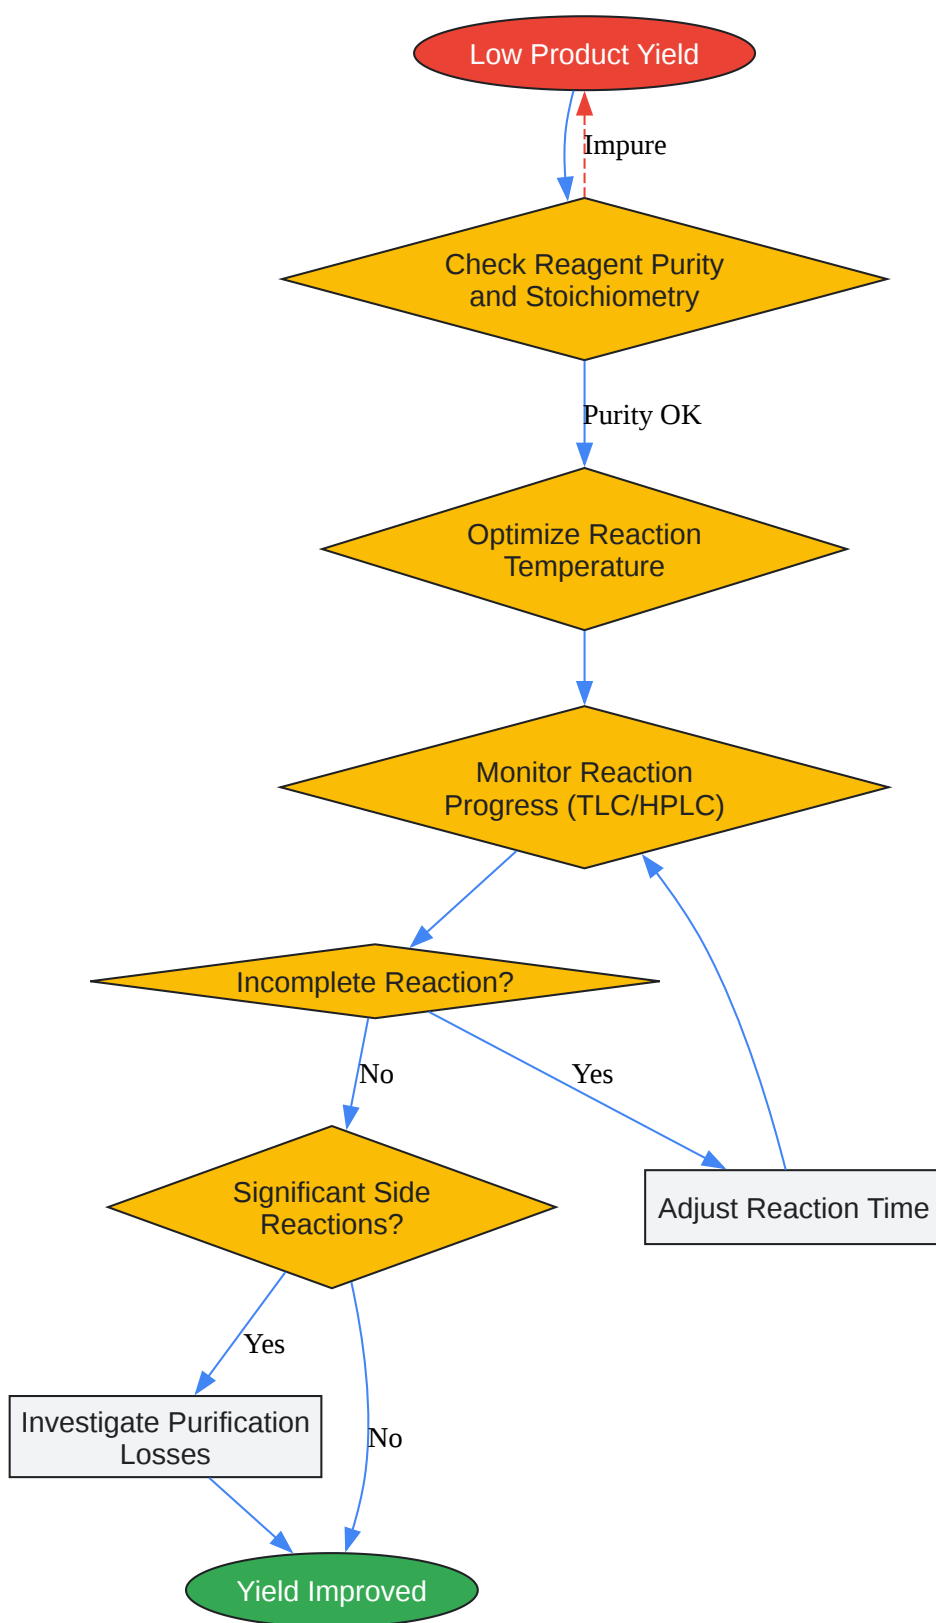 Low Product Yield
Impure
Check Reagent Purity
and Stoichiometry
Purity OK
Optimize Reaction
Temperature
Monitor Reaction
Progress (TLC/HPLC)
Incomplete Reaction?
No
Yes
Significant Side
Reactions?
Adjust Reaction Time
Yes
Investigate Purification
Losses
No
Yield Improved